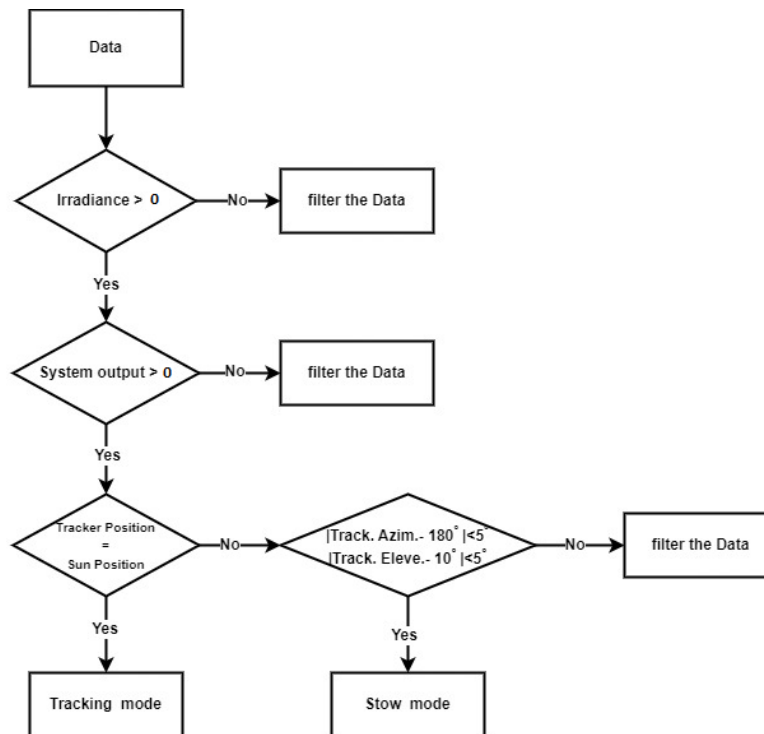 Data
Irradiance > 0
No
filter the Data
Yes
System output > 0
No
filter the Data
Yes
Tracker Position
=
Sun Position
No
|Track. Azim.- 180° |<5°
|Track. Eleve.- 10° |<5°
No
filter the Data
Yes
Yes
Tracking mode
Stow mode